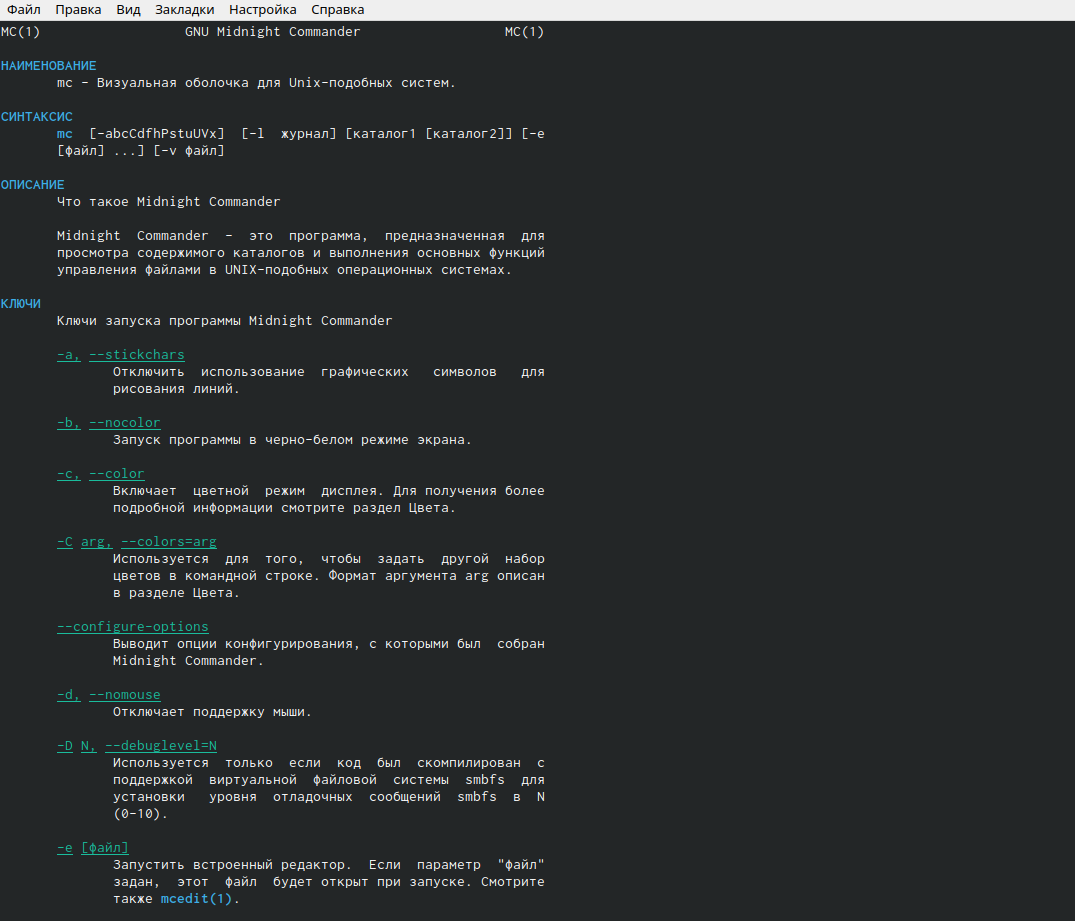 Файл Правка Вид Закладки Настройка Справка
MC(1) GNU Midnight Commander MC(1)
НАИМЕНОВАНИЕ
mc - Визуальная оболочка для Unix-подобных систем.
СИНТАКСИС
mc [-abcCdfhPstuUVx] [-l журнал] [каталог1 [каталог2]] [-e
[файл] ...] [-v файл]
ОПИСАНИЕ
Что такое Midnight Commander
Midnight Commander - это программа, предназначенная для
просмотра содержимого каталогов и выполнения основных функций
управления файлами в UNIX-подобных операционных системах.
КЛЮЧИ
Ключи запуска программы Midnight Commander
-a, --stickchars
Отключить использование графических символов для
рисования линий.
-b, --nocolor
Запуск программы в черно-белом режиме экрана.
-c, --color
Включает цветной режим дисплея. Для получения более
подробной информации смотрите раздел Цвета.
-C arg, --colors=arg
Используется для того, чтобы задать другой набор
цветов в командной строке. Формат аргумента arg описан
в разделе Цвета.
--configure-options
Выводит опции конфигурирования, с которыми был собран
Midnight Commander.
-d, --nomouse
Отключает поддержку мыши.
-D N, --debuglevel=N
Используется только если код был скомпилирован с
поддержкой виртуальной файловой системы smbfs для
установки уровня отладочных сообщений smbfs в N
(0-10).
-e [файл]
Запустить встроенный редактор. Если параметр "файл"
задан, этот файл будет открыт при запуске. Смотрите
также mcedit(1).